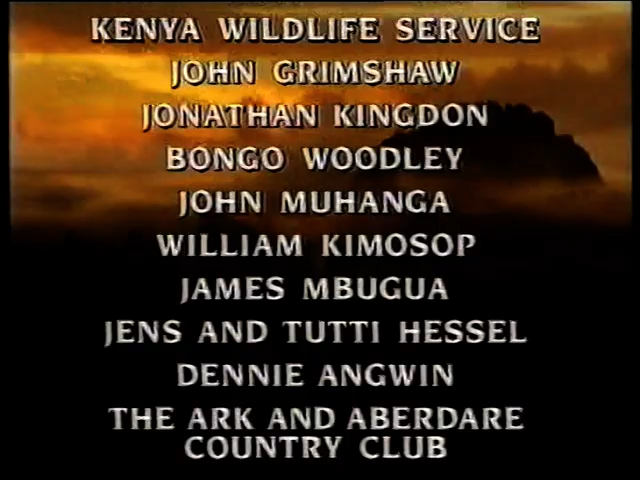 KENYA WILDLIFE SERVICE
JOHN GRIMSHAW
JONATHAN KINGDON
BONGO WOODLEY
JOHN MUHANGA
WILLIAM KIMOSOP
JAMES MBUGUA
JENS AND TUTTI HESSEL
DENNIE ANGWIN
THE ARK AND ABERDARE
COUNTRY CLUB